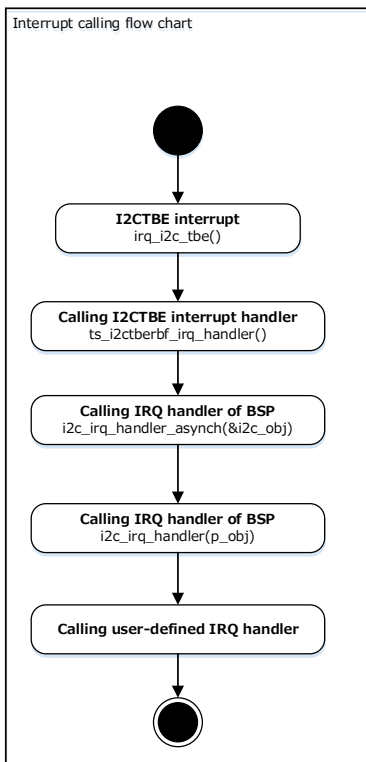 Interrupt calling flow chart
I2CTBE interrupt
irq_i2c_tbe()
Calling I2CTBE interrupt handler
ts_i2ctberbf_irq_handler()
Calling IRQ handler of BSP
i2c_irq_handler_asynch(&i2c_obj)
Calling IRQ handler of BSP
i2c_irq_handler(p_obj)
Calling user-defined IRQ handler